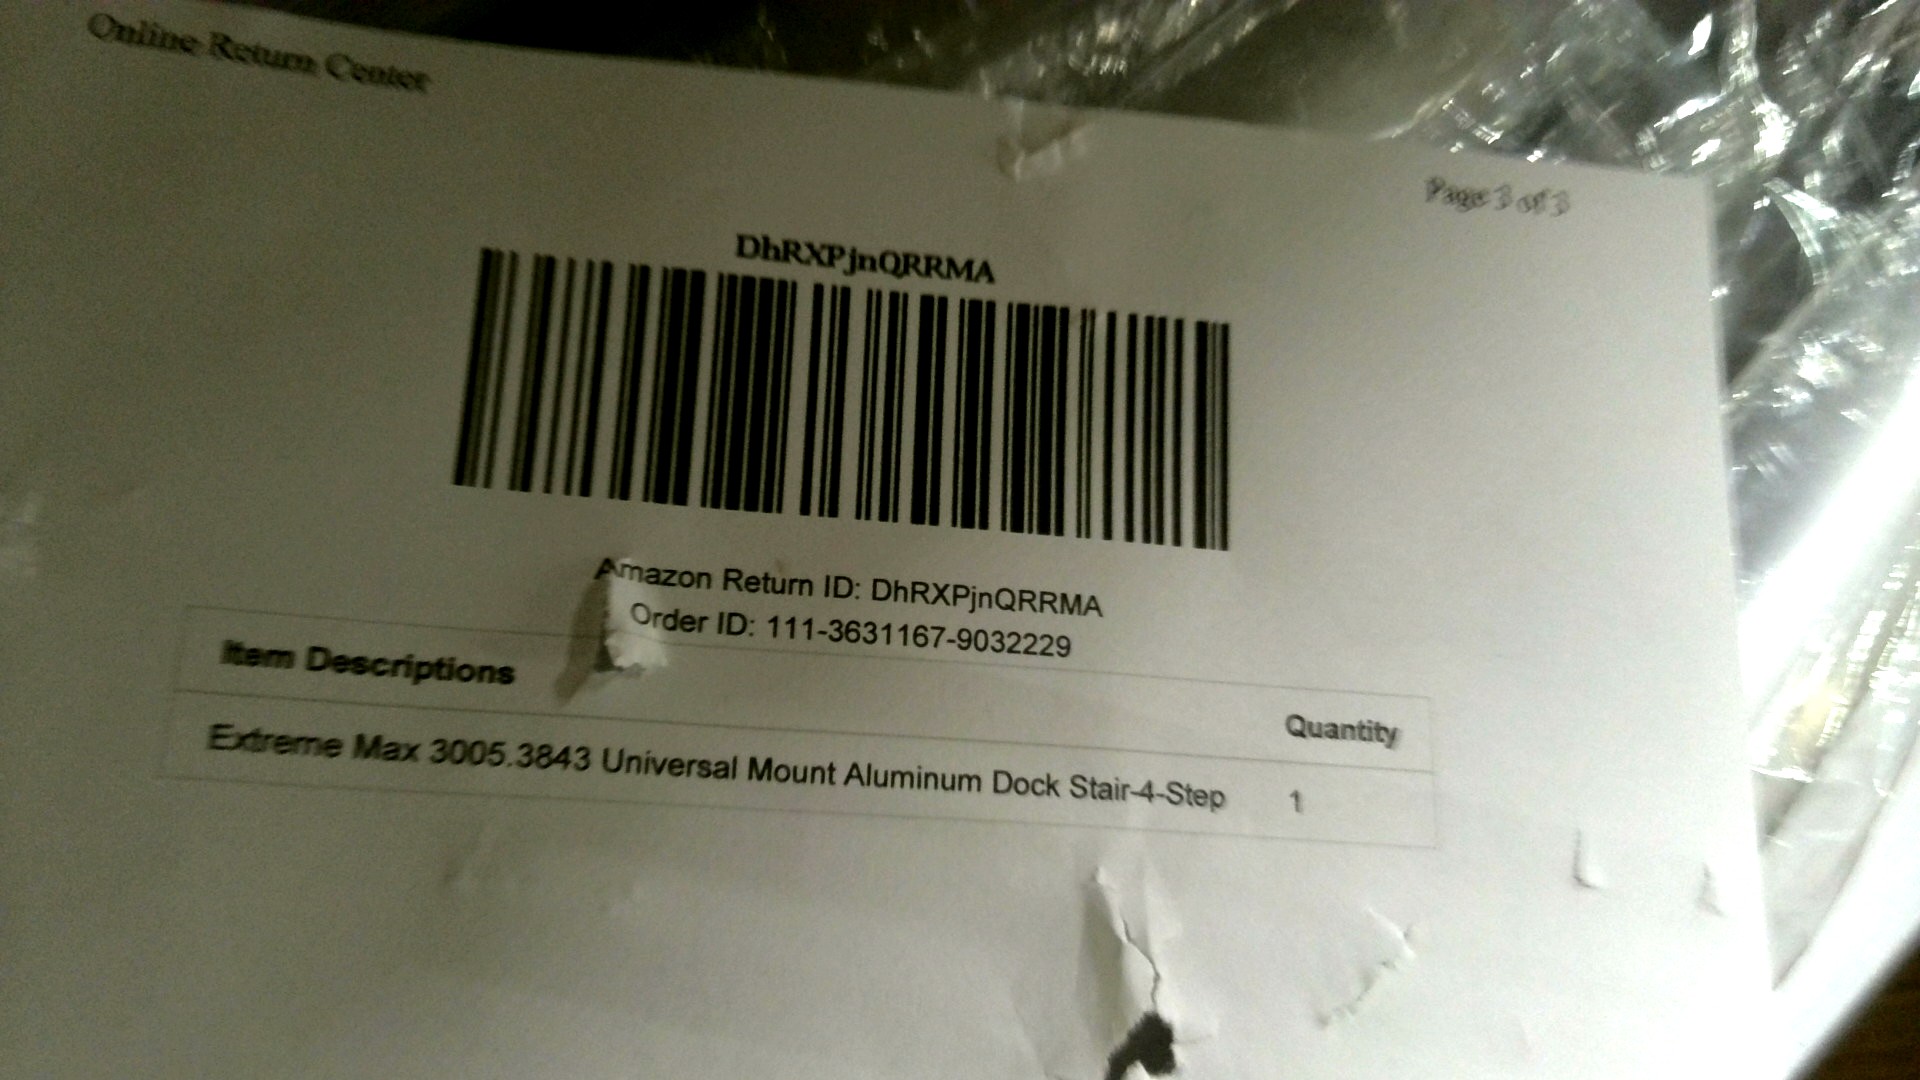 Online Return Center
Page 3 of 3
DhRXPjnQRRMA
Amazon Return ID: DhRXPjnQRRMA
Order ID: 111-3631167-9032229
Item Descriptions
Quantity
Extreme Max 3005.3843 Universal Mount Aluminum Dock Stair-4-Step
1